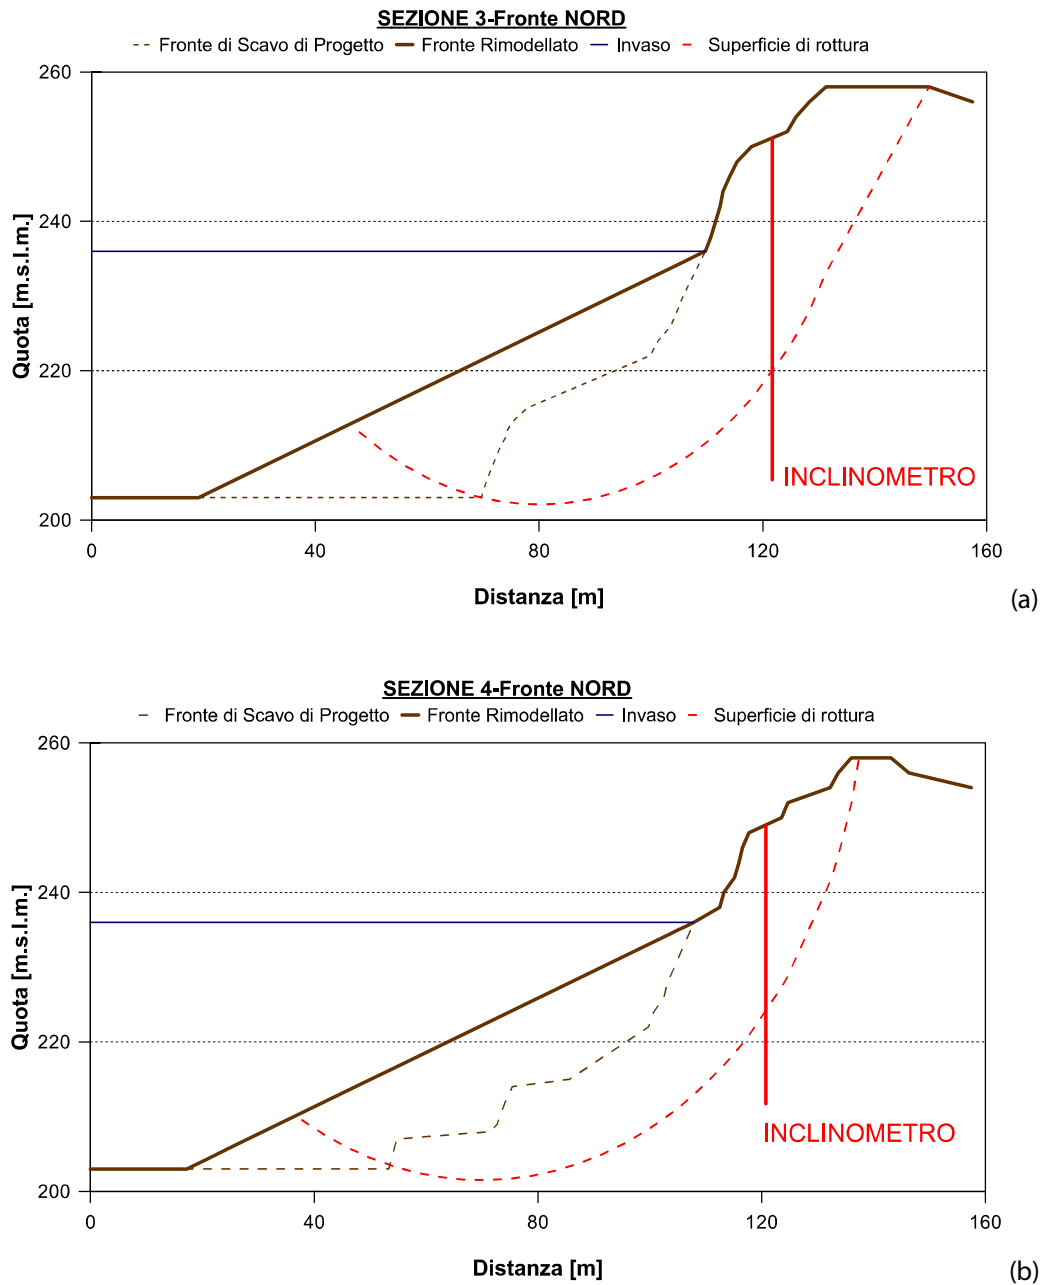 SEZIONE 3-Fronte NORD
Fronte di Scavo di Progetto Fronte Rimodellato Invaso Superficie di rottura
260
240
220
200
Quota [m.s.l.m.]
INCLINOMETRO
0 40 80 120 160
Distanza [m]
(a)
SEZIONE 4-Fronte NORD
Fronte di Scavo di Progetto Fronte Rimodellato Invaso Superficie di rottura
260
240
220
200
Quota [m.s.l.m.]
INCLINOMETRO
0 40 80 120 160
Distanza [m]
(b)